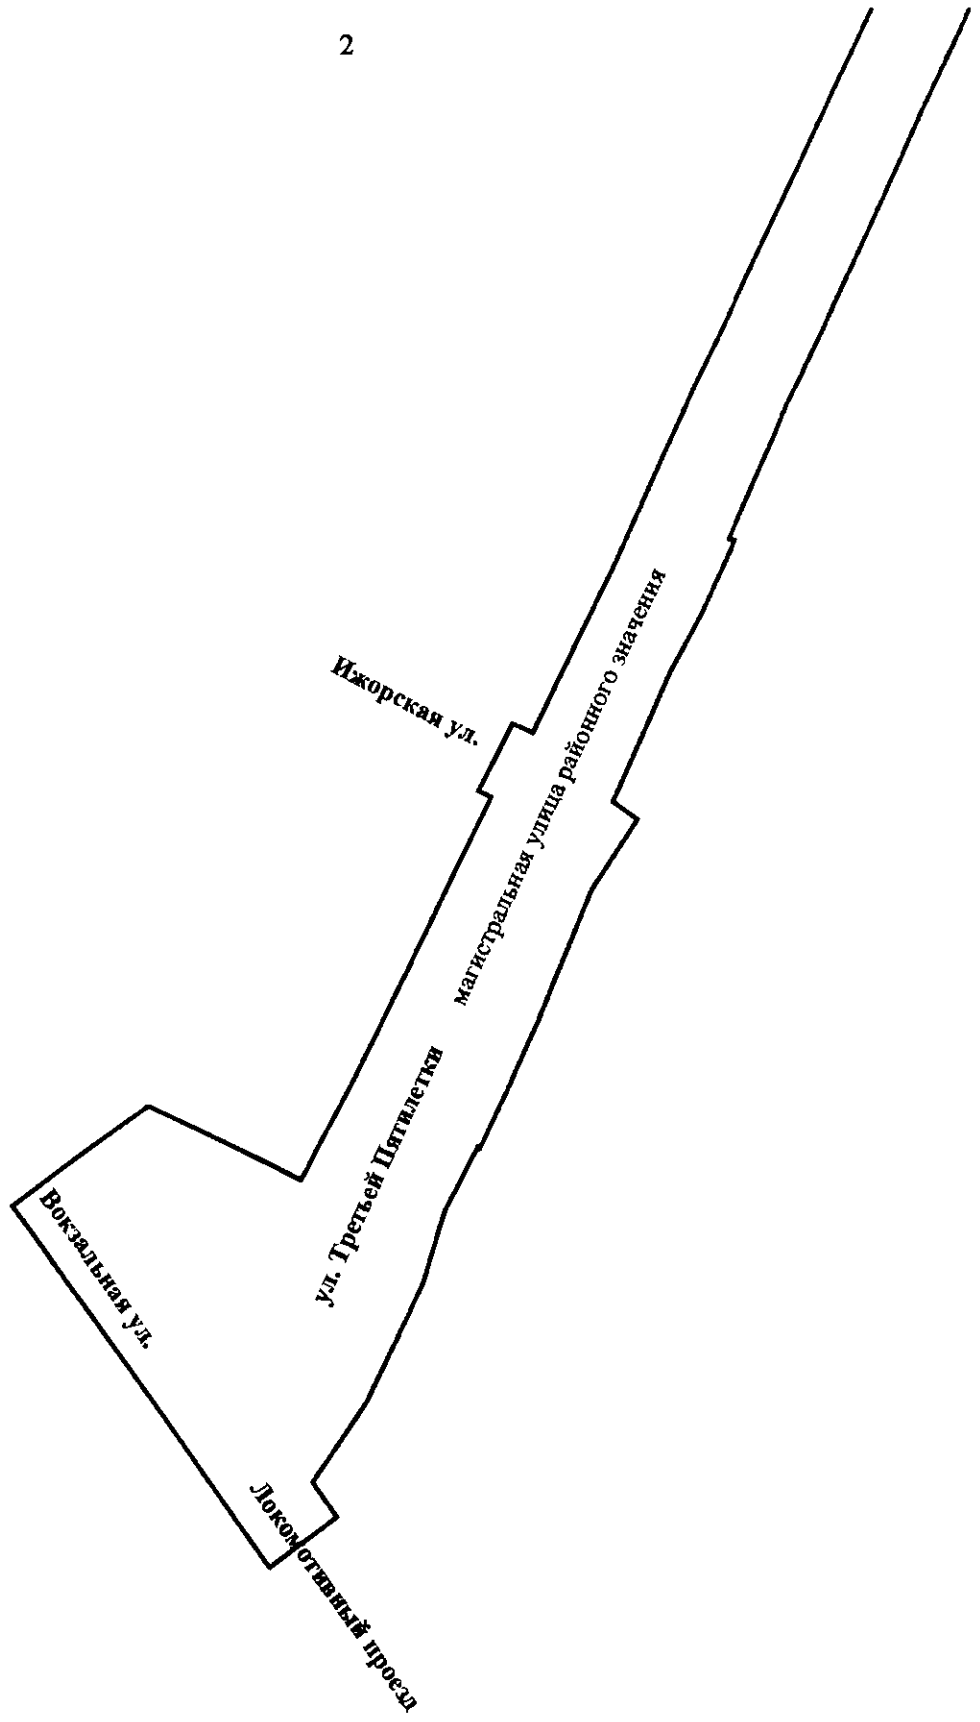 2
Ижорская ул.
магистральная улица районного значения
ул. Третьей Пятилетки
Вокзальная ул.
Локомотивный проезд